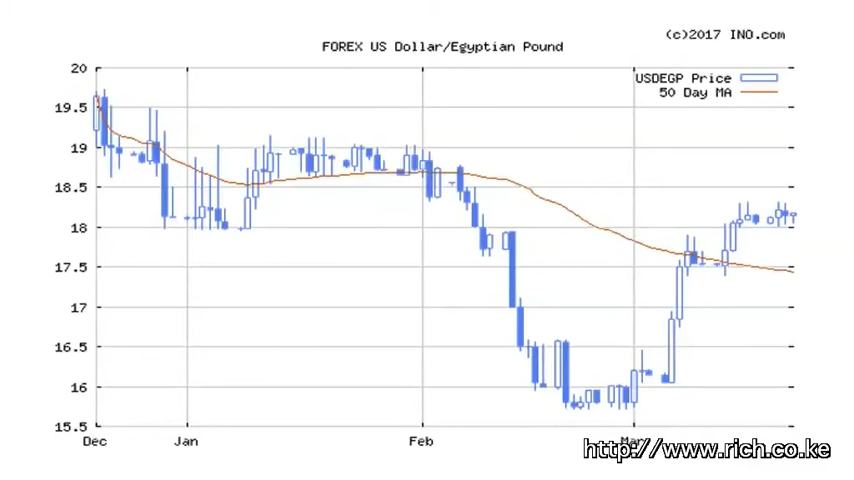 (c)2017 INO.com
FOREX US Dollar/Egyptian Pound
USDEGP Price
50 Day MA
20
19.5
19
18.5
18
17.5
17
16.5
16
15.5
Dec Jan Feb Mar
http://www.rich.co.ke